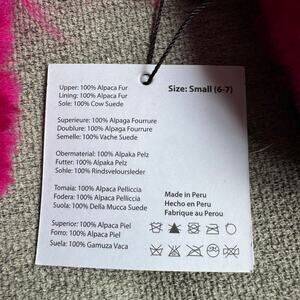 Upper: 100% Alpaca Fur
Lining: 100% Alpaca Fur
Sole: 100% Cow Suede
Size: Small (6-7)
Superieure: 100% Alpaga Fourrure
Doublure: 100% Alpaga Fourrure
Semelle: 100% Vache Suede
Obermaterial: 100% Alpaka Pelz
Futter: 100% Alpaka Pelz
Sohle: 100% Rindsveloursleder
Tomaia: 100% Alpaca Pelliccia
Fodera: 100% Alpaca Pelliccia
Suola: 100% Della Mucca Suede
Made in Peru
Hecho en Peru
Fabrique au Perou
Superior: 100% Alpaca Piel
Forro: 100% Alpaca Piel
Suela: 100% Gamuza Vaca